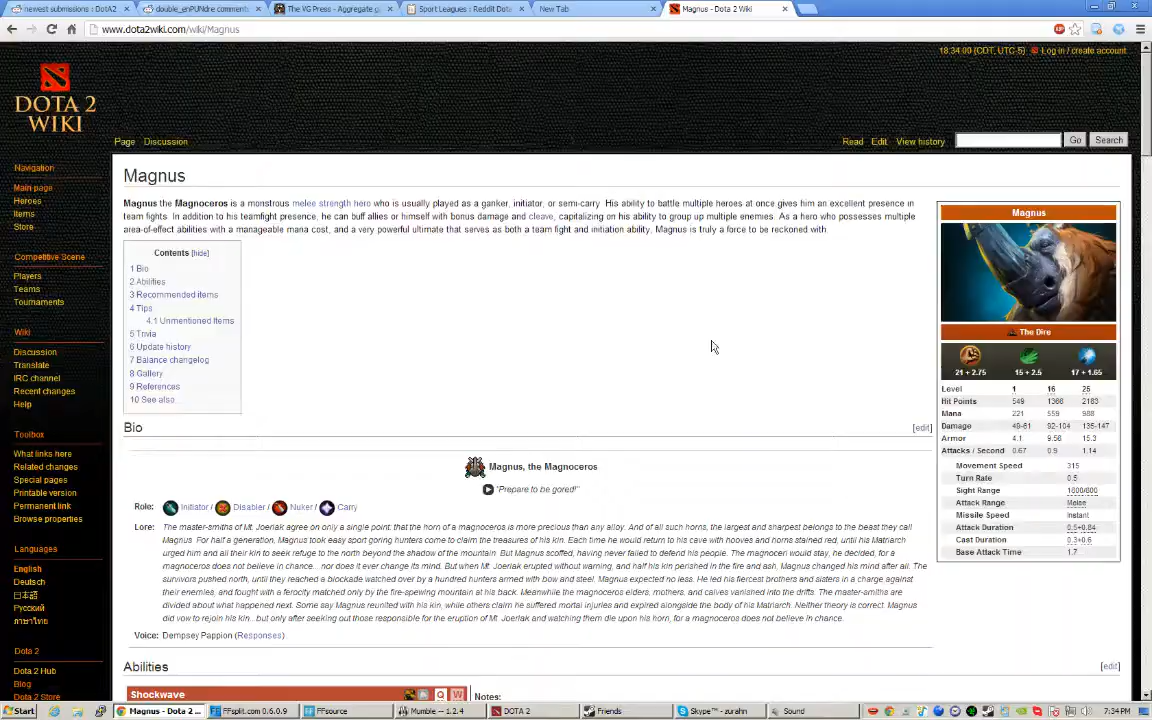 newest submissions : DotA2
double_enPUNdre comment
The VG Press - Aggregate g
Sport Leagues :: Reddit Dota
New Tab
Magnus - Dota 2 Wiki
www.dota2wiki.com/wiki/Magnus
18:34:00 (CDT, UTC-5) Log in / create account
DOTA 2
WIKI
Page Discussion Read Edit View history Go Search
Navigation
Main page
Heroes
Items
Store
Competitive Scene
Players
Teams
Tournaments
Wiki
Discussion
Translate
IRC channel
Recent changes
Help
Toolbox
What links here
Related changes
Special pages
Printable version
Permanent link
Browse properties
Languages
English
Deutsch
日本語
Русский
ภาษาไทย
Dota 2
Dota 2 Hub
Blog
Dota 2 Store
Magnus
Magnus the Magnoceros is a monstrous melee strength hero who is usually played as a ganker, initiator, or semi-carry. His ability to battle multiple heroes at once gives him an excellent presence in
team fights. In addition to his teamfight presence, he can buff allies or himself with bonus damage and cleave, capitalizing on his ability to group up multiple enemies. As a hero who possesses multiple
area-of-effect abilities with a manageable mana cost, and a very powerful ultimate that serves as both a team fight and initiation ability, Magnus is truly a force to be reckoned with.
Contents [hide]
1 Bio
2 Abilities
3 Recommended items
4 Tips
4.1 Unmentioned Items
5 Trivia
6 Update history
7 Balance changelog
8 Gallery
9 References
10 See also
Magnus
The Dire
21 + 2.75 15 + 2.5 17 + 1.65
Level 1 16 25
Hit Points 549 1366 2183
Mana 221 559 988
Damage 49-61 92-104 135-147
Armor 4.1 9.56 15.3
Attacks / Second 0.67 0.9 1.14
Movement Speed 315
Turn Rate 0.5
Sight Range 1800/800
Attack Range Melee
Missile Speed Instant
Attack Duration 0.5+0.84
Cast Duration 0.3+0.6
Base Attack Time 1.7
Bio [edit]
Magnus, the Magnoceros
"Prepare to be gored!"
Role: Initiator / Disabler / Nuker / Carry
Lore: The master-smiths of Mt. Joerlak agree on only a single point: that the horn of a magnoceros is more precious than any alloy. And of all such horns, the largest and sharpest belongs to the beast they call
Magnus. For half a generation, Magnus took easy sport goring hunters come to claim the treasures of his kin. Each time he would return to his cave with hooves and horns stained red, until his Matriarch
urged him and all their kin to seek refuge to the north beyond the shadow of the mountain. But Magnus scoffed, having never failed to defend his people. The magnoceri would stay, he decided, for a
magnoceros does not believe in chance... nor does it ever change its mind. But when Mt. Joerlak erupted without warning, and half his kin perished in the fire and ash, Magnus changed his mind after all. The
survivors pushed north, until they reached a blockade watched over by a hundred hunters armed with bow and steel. Magnus expected no less. He led his fiercest brothers and sisters in a charge against
their enemies, and fought with a ferocity matched only by the fire-spewing mountain at his back. Meanwhile the magnoceros elders, mothers, and calves vanished into the drifts. The master-smiths are
divided about what happened next. Some say Magnus reunited with his kin, while others claim he suffered mortal injuries and expired alongside the body of his Matriarch. Neither theory is correct. Magnus
did vow to rejoin his kin...but only after seeking out those responsible for the eruption of Mt. Joerlak and watching them die upon his horn, for a magnoceros does not believe in chance.
Voice: Dempsey Pappion (Responses)
Abilities [edit]
Shockwave Q W Notes:
Start
Magnus - Dota 2 ...
FFsplit.com 0.6.0.9
FFsource
Mumble -- 1.2.4
DOTA 2
Friends
Skype™ - zurahn
Sound
7:34 PM